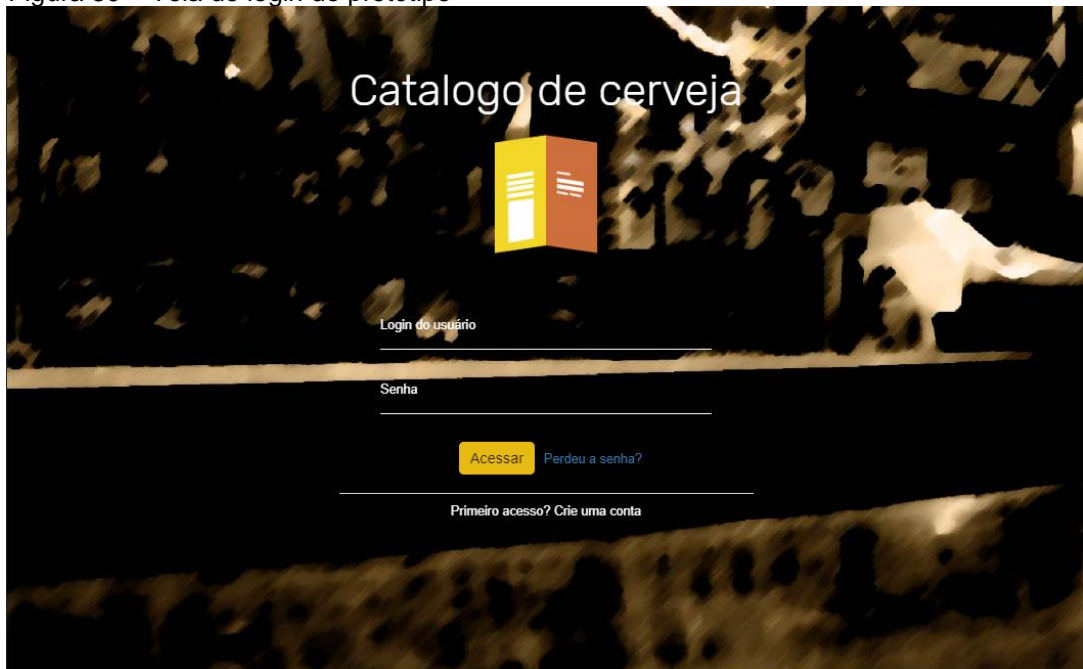 Catalogo de cerveja
Login do usuário
Senha
Acessar Perdeu a senha?
Primeiro acesso? Crie uma conta